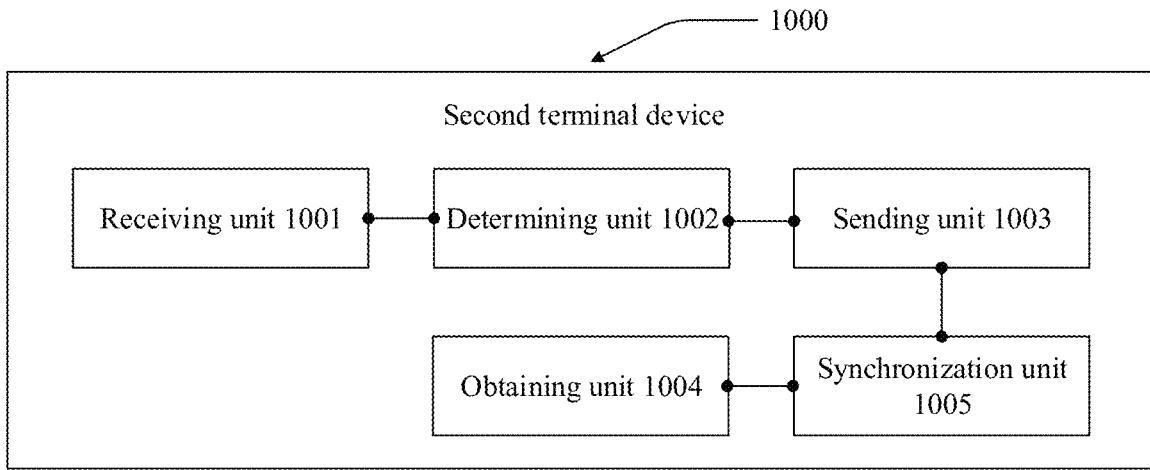 1000
Second terminal device
Receiving unit 1001
Determining unit 1002
Sending unit 1003
Obtaining unit 1004
Synchronization unit
1005